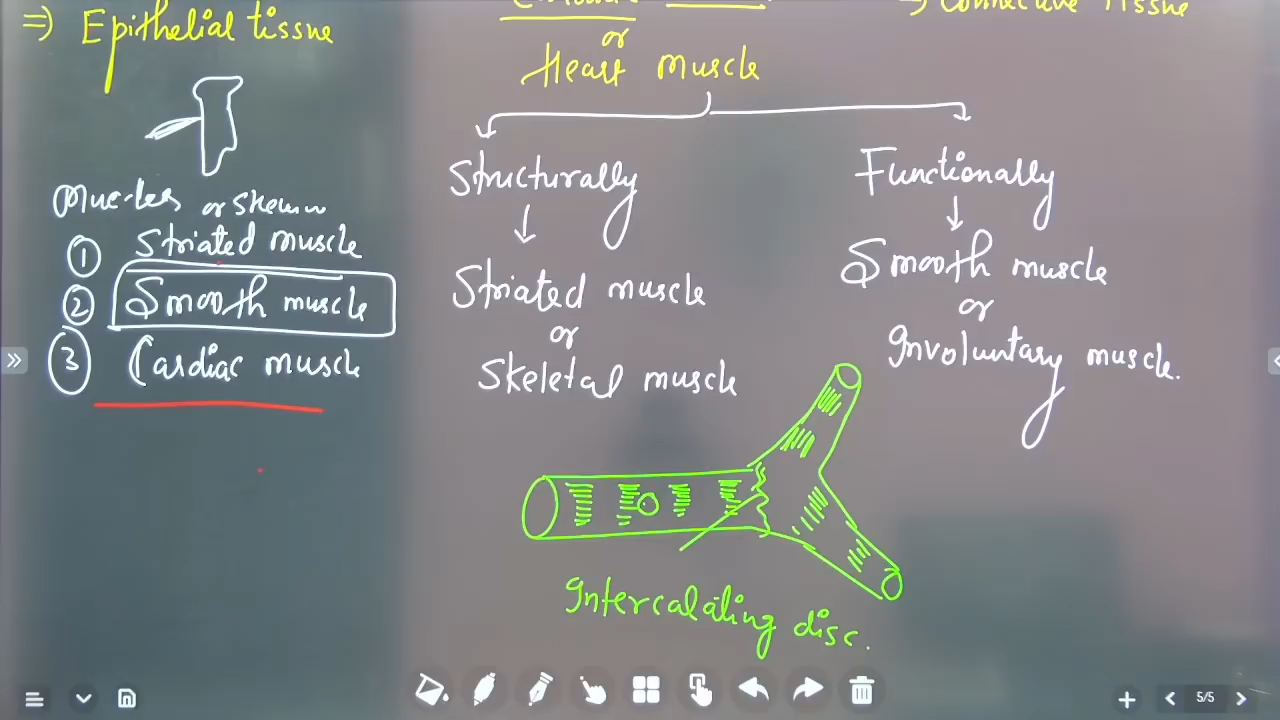 ⇒ Epithelial tissue
or
Heart Muscle
Structurally
Functionally
Striated muscle
or
Skeletal muscle
Smooth muscle
or
Involuntary muscle.
Muscles or
① Striated muscle
② Smooth muscle
③ Cardiac muscle
Intercalating disc.
5/5